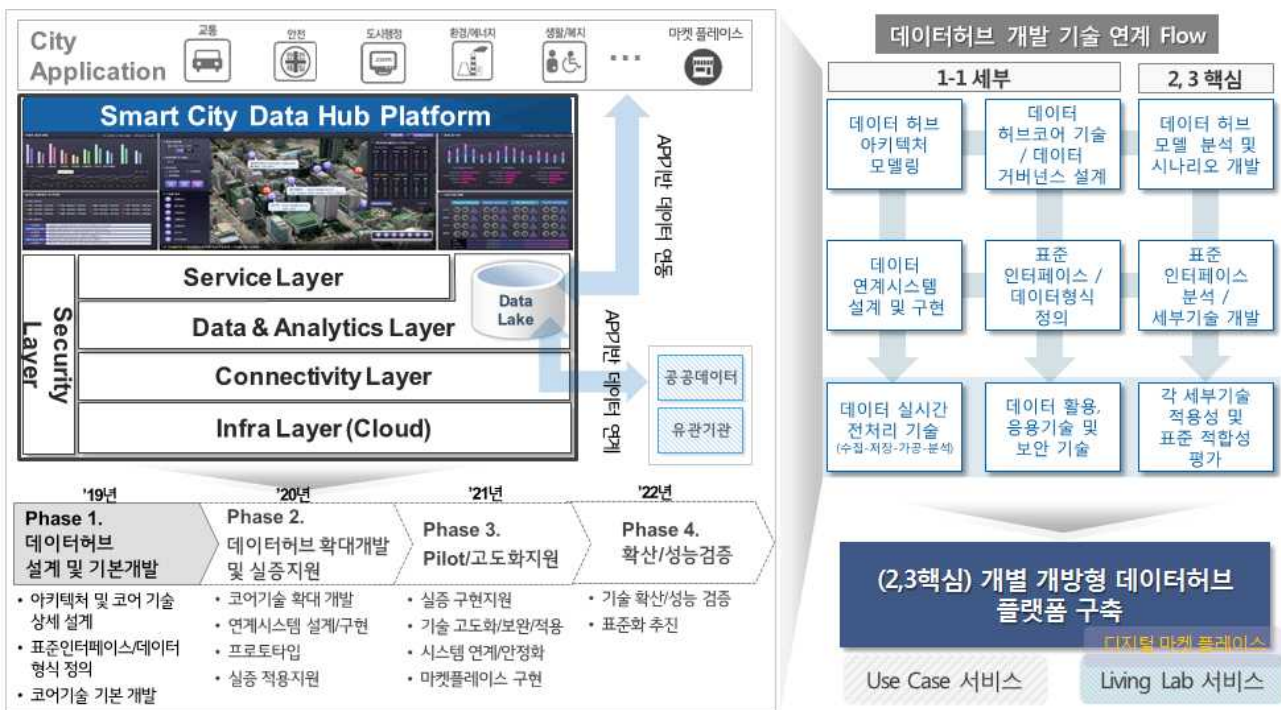 City
Application
교통
안전
도시행정
환경/에너지
생활/복지
...
마켓 플레이스
.com
Smart City Data Hub Platform
Service Layer
Data & Analytics Layer
Connectivity Layer
Infra Layer (Cloud)
Security
Layer
Data
Lake
API기반 데이터 연동
API기반 데이터 연계
공공데이터
유관기관
'19년
'20년
'21년
'22년
Phase 1.
데이터허브
설계 및 기본개발
Phase 2.
데이터허브 확대개발
및 실증지원
Phase 3.
Pilot/고도화지원
Phase 4.
확산/성능검증
• 아키텍처 및 코어 기술
상세 설계
• 표준인터페이스/데이터
형식 정의
• 코어기술 기본 개발
• 코어기술 확대 개발
• 연계시스템 설계/구현
• 프로토타입
• 실증 적용지원
• 실증 구현지원
• 기술 고도화/보완/적용
• 시스템 연계/안정화
• 마켓플레이스 구현
• 기술 확산/성능 검증
• 표준화 추진
데이터허브 개발 기술 연계 Flow
1-1 세부
2, 3 핵심
데이터 허브
아키텍처
모델링
데이터
허브코어 기술
/ 데이터
거버넌스 설계
데이터 허브
모델 분석 및
시나리오 개발
데이터
연계시스템
설계 및 구현
표준
인터페이스 /
데이터형식
정의
표준
인터페이스
분석 /
세부기술 개발
데이터 실시간
전처리 기술
(수집-저장-가공-분석)
데이터 활용,
응용기술 및
보안 기술
각 세부기술
적용성 및
표준 적합성
평가
(2,3핵심) 개별 개방형 데이터허브
플랫폼 구축
디지털 마켓 플레이스
Use Case 서비스
Living Lab 서비스